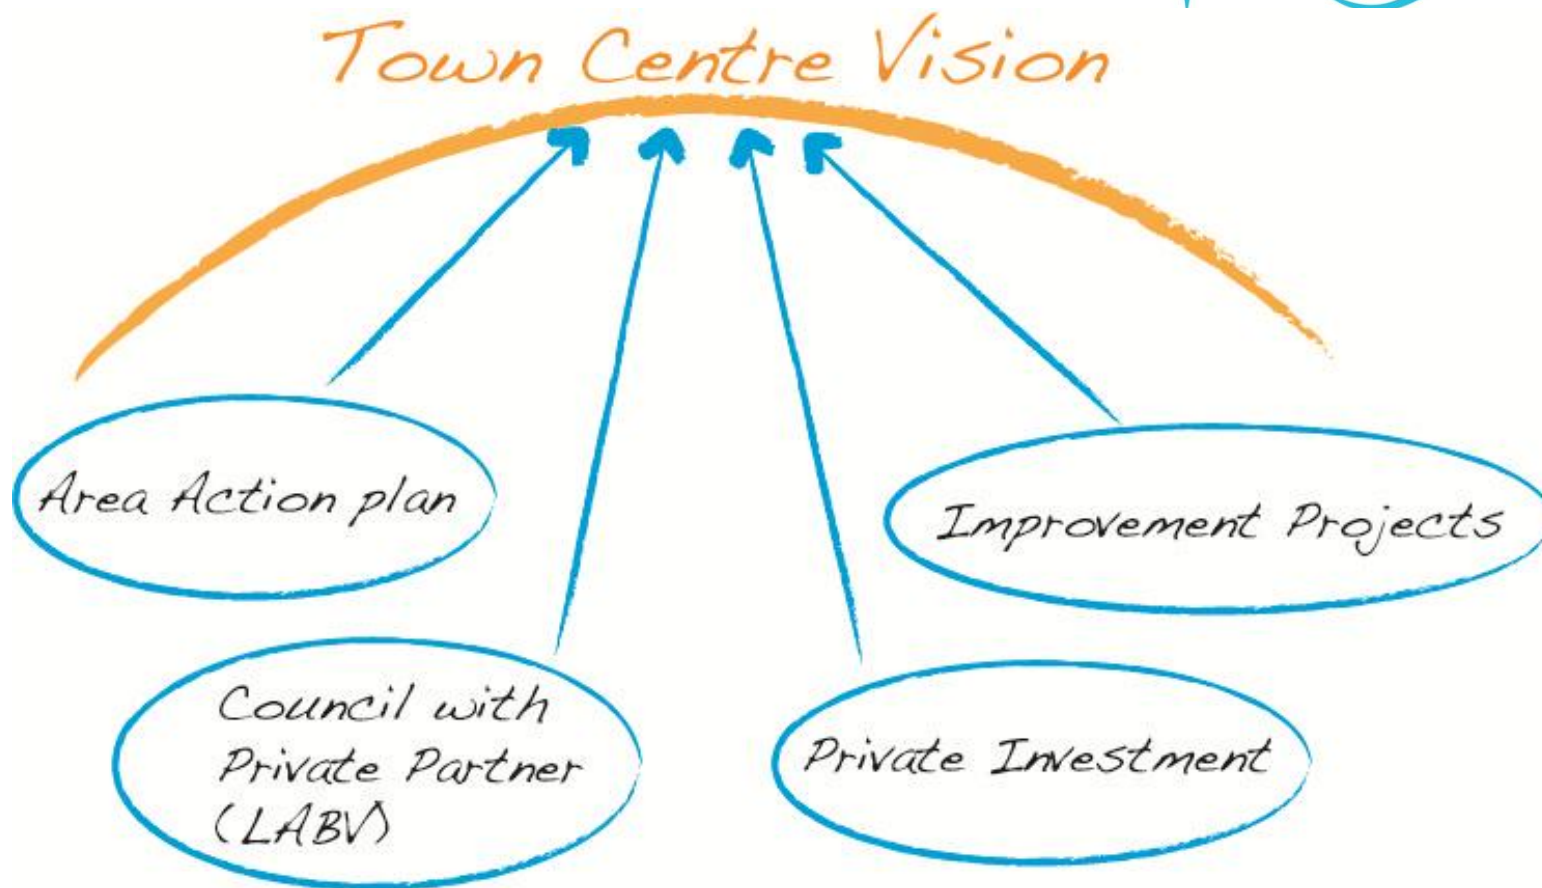 Town Centre Vision
Area Action plan
Improvement Projects
Council with
Private Partner
(LABV)
Private Investment